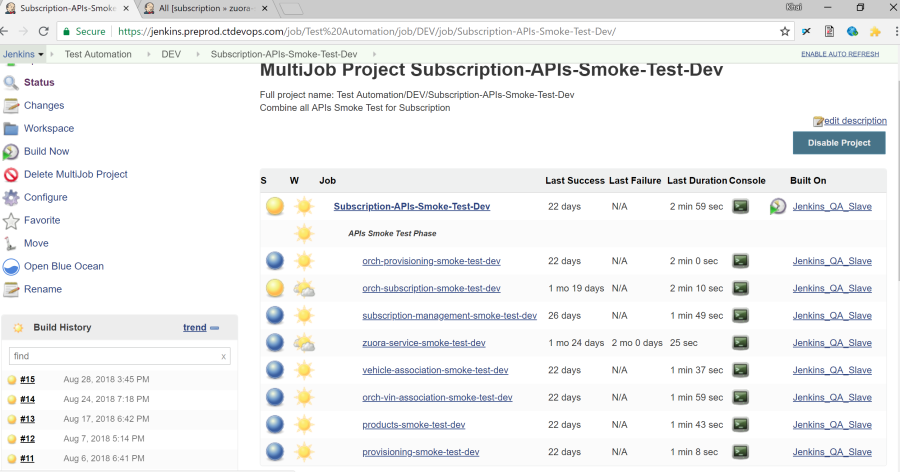 Subscription-APIs-Smoke-Te
All [subscription » zuora-
Secure https://jenkins.preprod.ctdevops.com/job/Test%20Automation/job/DEV/job/Subscription-APIs-Smoke-Test-Dev/
Jenkins Test Automation DEV Subscription-APIs-Smoke-Test-Dev ENABLE AUTO REFRESH
Status
Changes
Workspace
Build Now
Delete MultiJob Project
Configure
Favorite
Move
Open Blue Ocean
Rename
Build History trend
find x
#15 Aug 28, 2018 3:45 PM
#14 Aug 24, 2018 7:18 PM
#13 Aug 17, 2018 6:42 PM
#12 Aug 7, 2018 5:14 PM
#11 Aug 6, 2018 6:41 PM
MultiJob Project Subscription-APIs-Smoke-Test-Dev
Full project name: Test Automation/DEV/Subscription-APIs-Smoke-Test-Dev
Combine all APIs Smoke Test for Subscription
edit description
Disable Project
S W Job Last Success Last Failure Last Duration Console Built On
Subscription-APIs-Smoke-Test-Dev 22 days N/A 2 min 59 sec Jenkins_QA_Slave
APIs Smoke Test Phase
orch-provisioning-smoke-test-dev 22 days N/A 2 min 0 sec Jenkins_QA_Slave
orch-subscription-smoke-test-dev 1 mo 19 days N/A 2 min 10 sec Jenkins_QA_Slave
subscription-management-smoke-test-dev 26 days N/A 1 min 49 sec Jenkins_QA_Slave
zuora-service-smoke-test-dev 1 mo 24 days 2 mo 0 days 25 sec Jenkins_QA_Slave
vehicle-association-smoke-test-dev 22 days N/A 1 min 37 sec Jenkins_QA_Slave
orch-vin-association-smoke-test-dev 22 days N/A 1 min 59 sec Jenkins_QA_Slave
products-smoke-test-dev 22 days N/A 1 min 43 sec Jenkins_QA_Slave
provisioning-smoke-test-dev 22 days N/A 1 min 8 sec Jenkins_QA_Slave